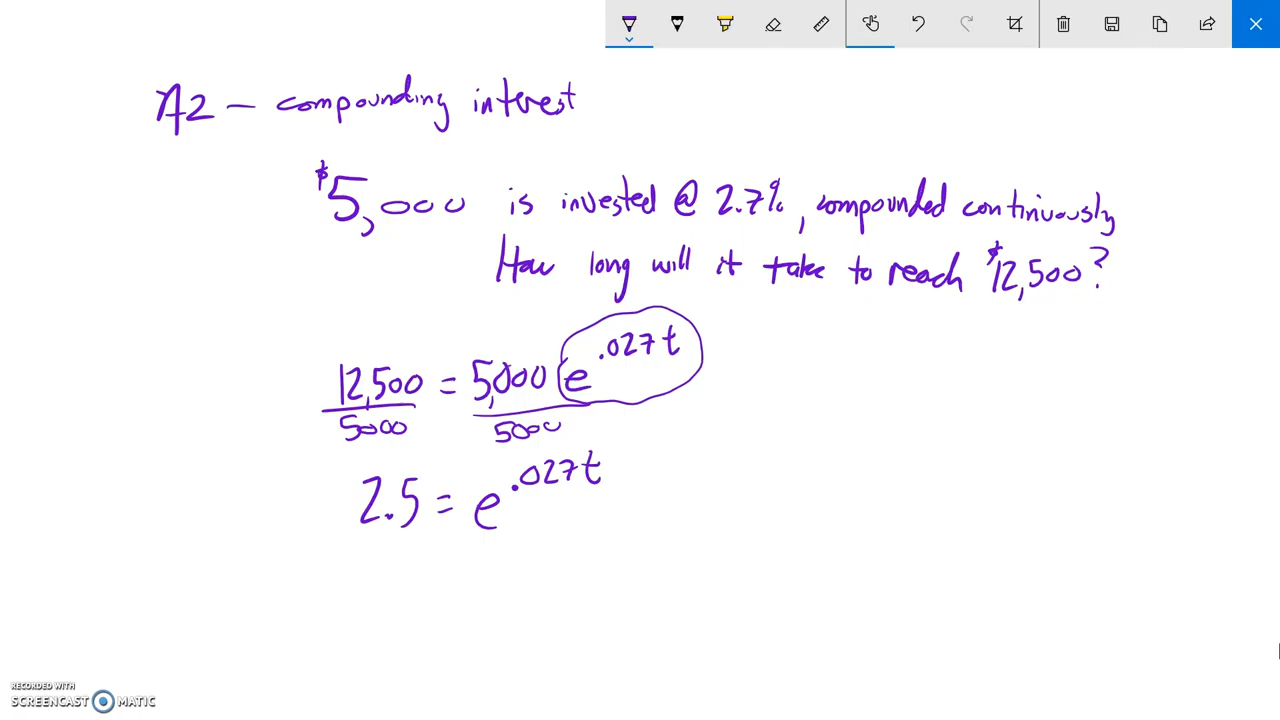 A2 - compounding interest
$5,000 is invested @ 2.7%, compounded continuously
How long will it take to reach $12,500?
12,500 = 5,000 e^.027t
5000 5000
2.5 = e^.027t
RECORDED WITH
SCREENCAST MATIC